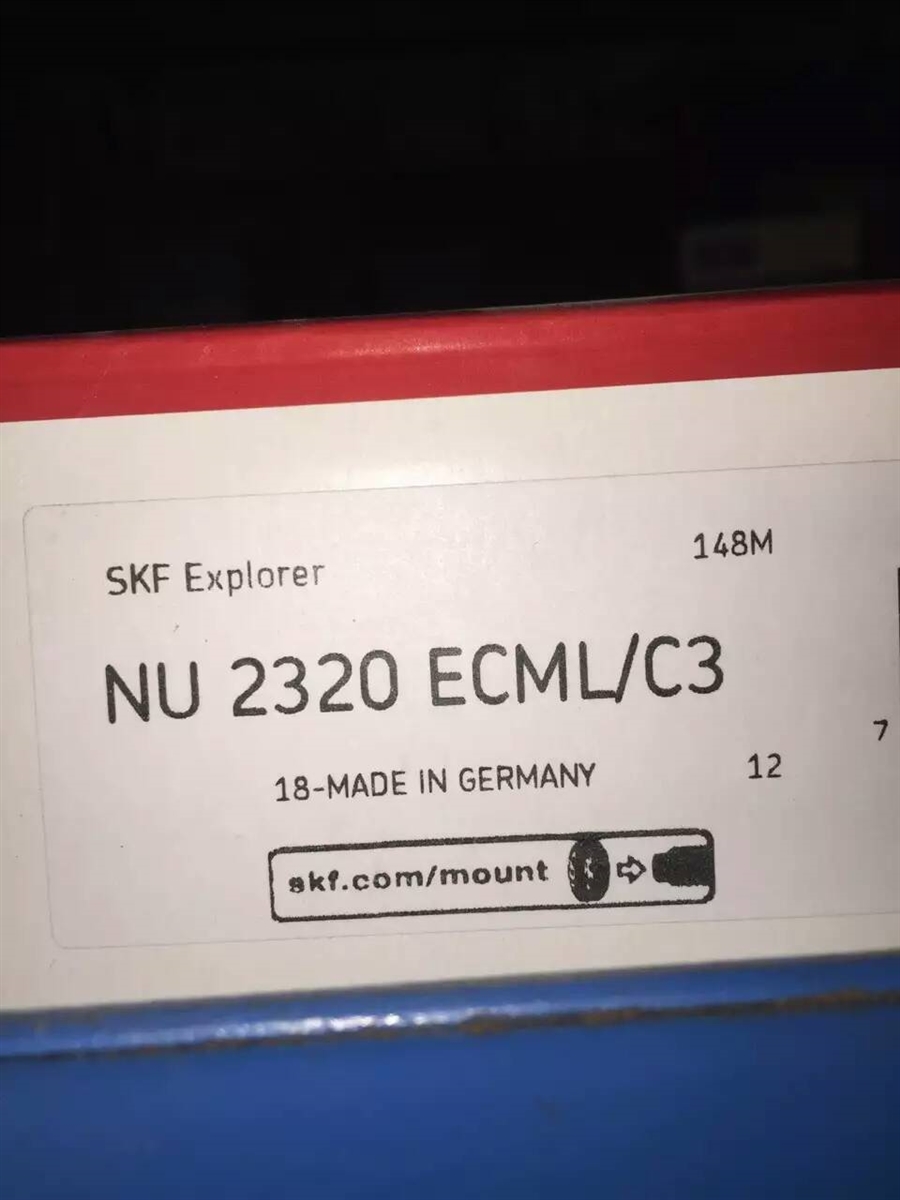 SKF Explorer
148M
NU 2320 ECML/C3
7
18-MADE IN GERMANY
12
skf.com/mount